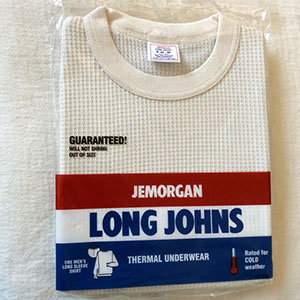 GUARANTEED!
WILL NOT SHRINK
OUT OF SIZE
JEMORGAN
LONG JOHNS
ONE MEN'S
LONG SLEEVE
SHIRT
THERMAL UNDERWEAR
Rated for
COLD
weather